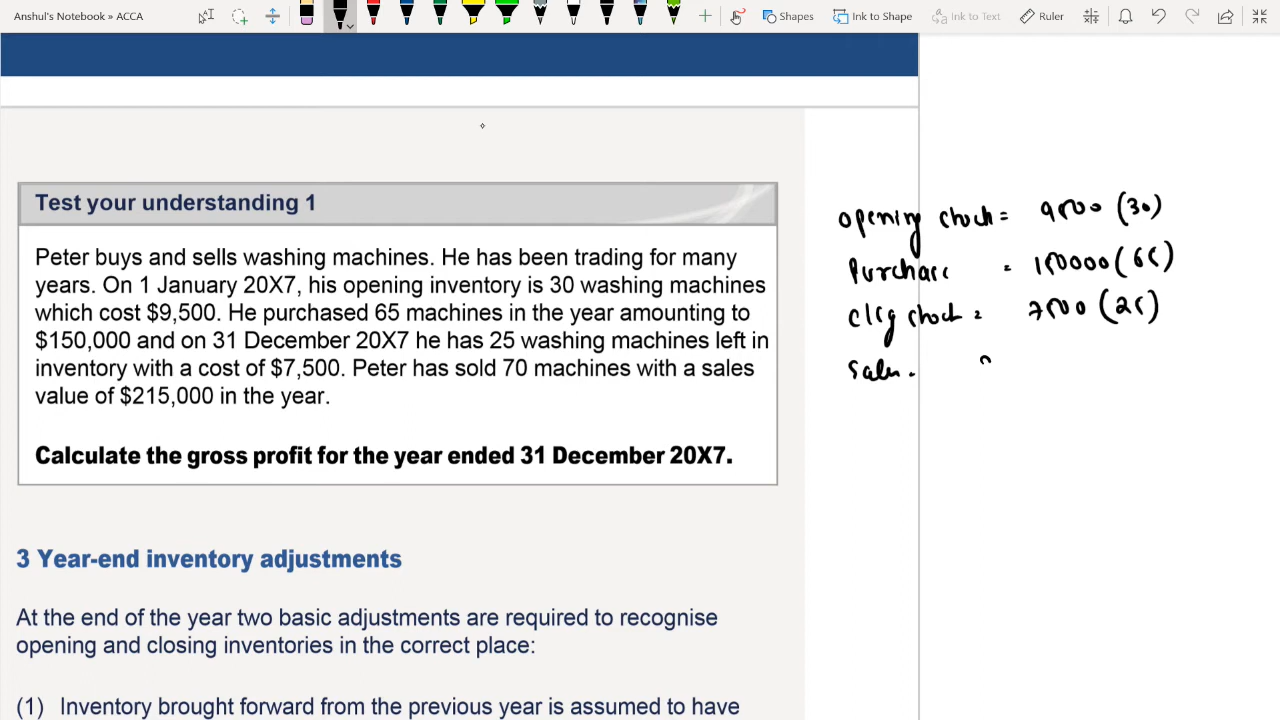 Anshul's Notebook » ACCA
Shapes
Ink to Shape
Ink to Text
Ruler
Test your understanding 1
Peter buys and sells washing machines. He has been trading for many
years. On 1 January 20X7, his opening inventory is 30 washing machines
which cost $9,500. He purchased 65 machines in the year amounting to
$150,000 and on 31 December 20X7 he has 25 washing machines left in
inventory with a cost of $7,500. Peter has sold 70 machines with a sales
value of $215,000 in the year.
Calculate the gross profit for the year ended 31 December 20X7.
opening stock = 9500 (30)
Purchase = 150000 (65)
clsg stock = 7500 (25)
Sales.
3 Year-end inventory adjustments
At the end of the year two basic adjustments are required to recognise
opening and closing inventories in the correct place:
(1) Inventory brought forward from the previous year is assumed to have